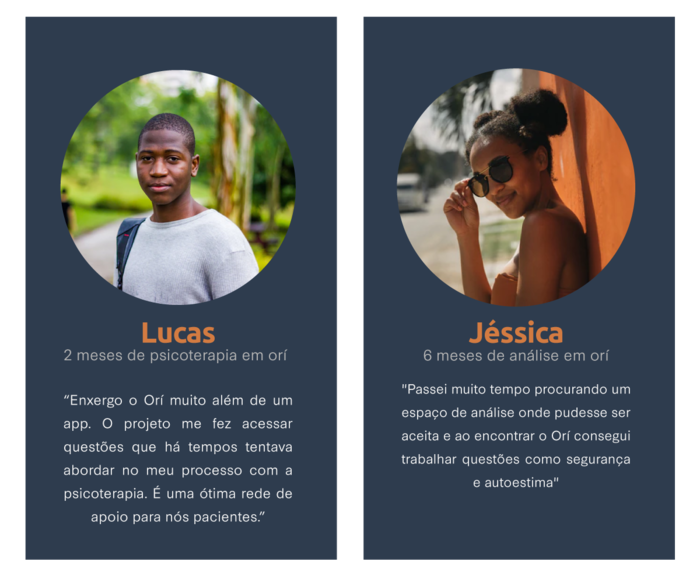 Lucas
2 meses de psicoterapia em orí
“Enxergo o Orí muito além de um
app. O projeto me fez acessar
questões que há tempos tentava
abordar no meu processo com a
psicoterapia. É uma ótima rede de
apoio para nós pacientes.”
Jéssica
6 meses de análise em orí
"Passei muito tempo procurando um
espaço de análise onde pudesse ser
aceita e ao encontrar o Orí consegui
trabalhar questões como segurança
e autoestima"